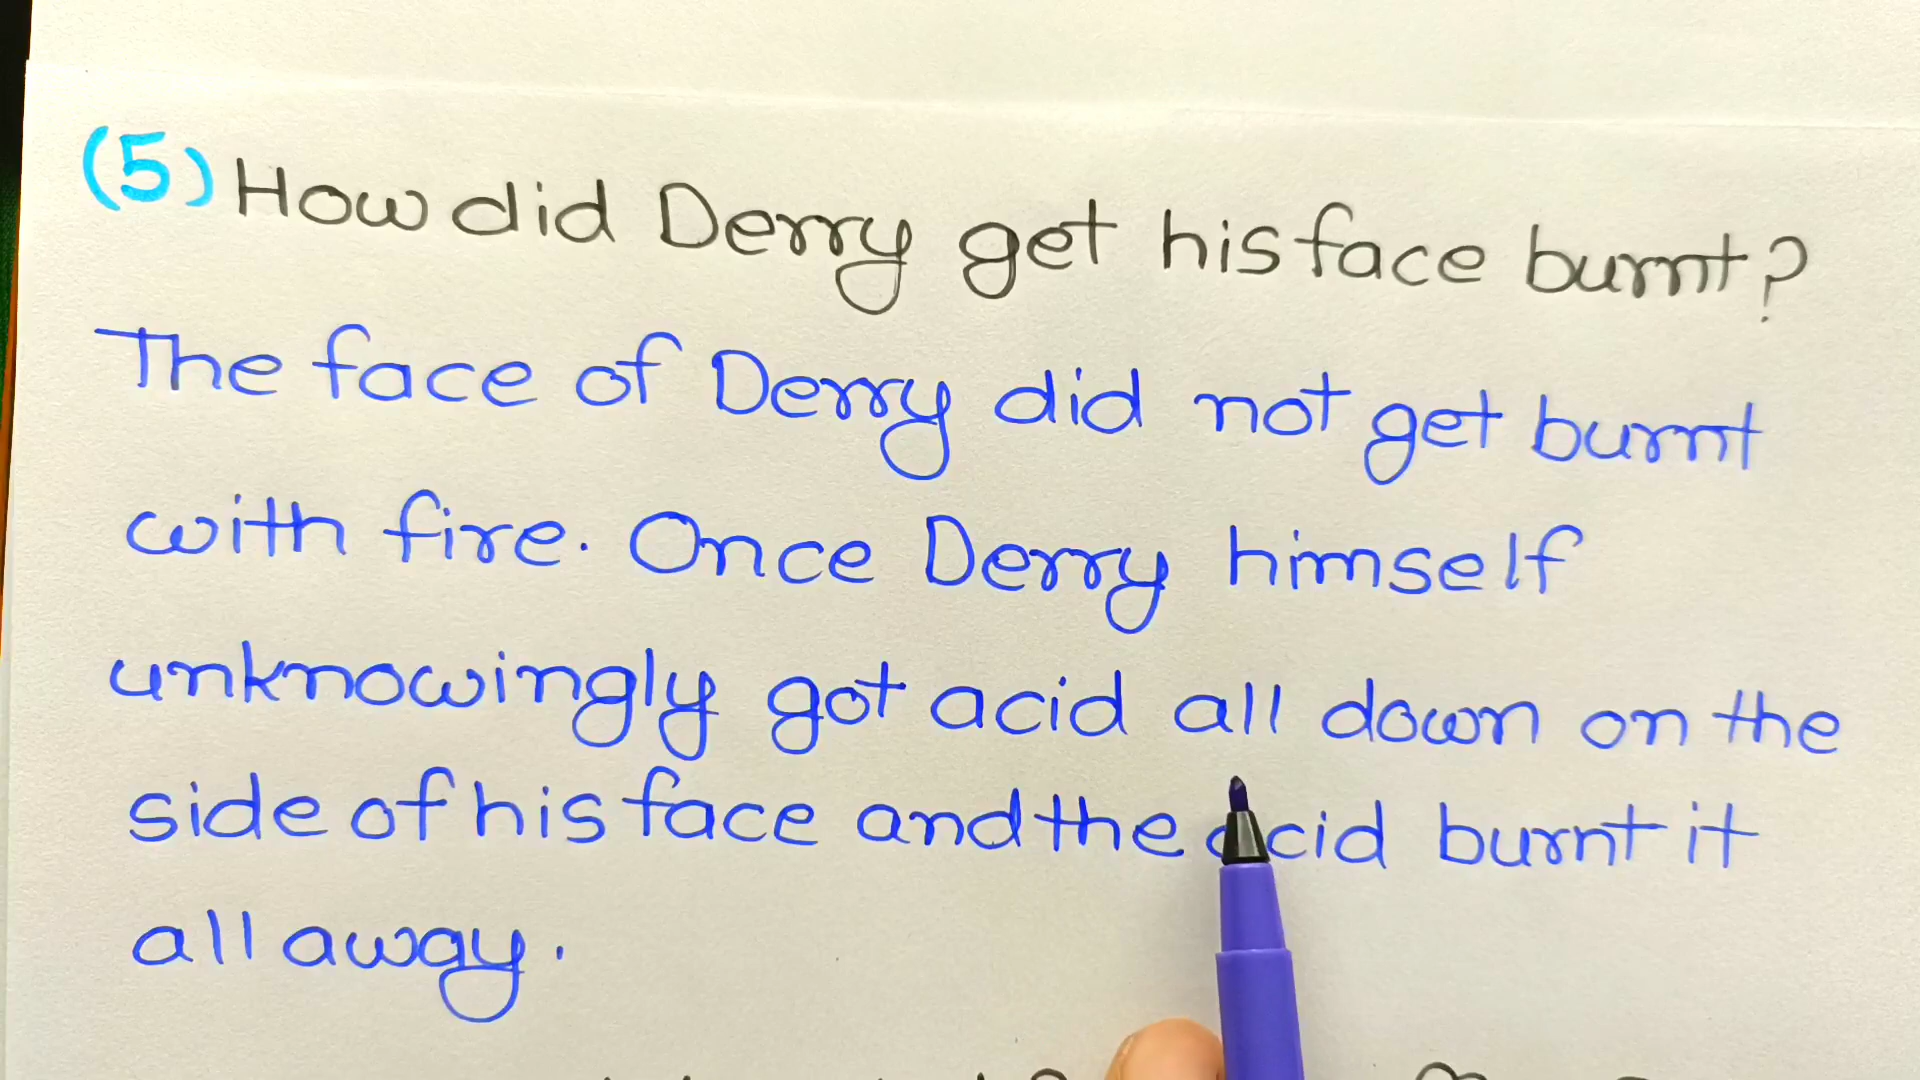 (5) How did Derry get his face burnt?
The face of Derry did not get burnt
with fire. Once Derry himself
unknowingly got acid all down on the
side of his face and the acid burnt it
all away.